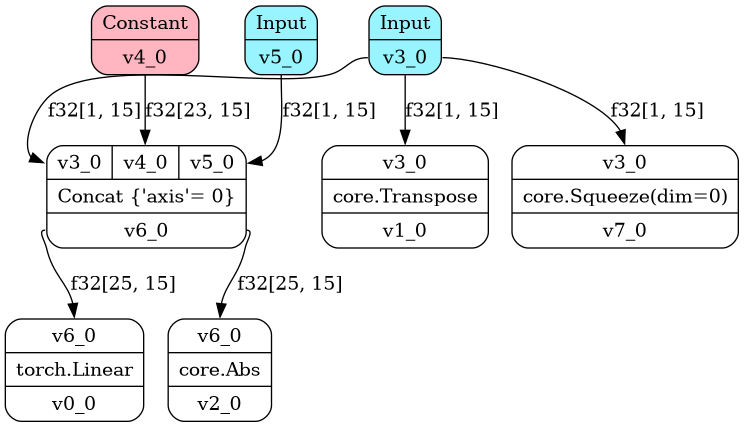 Constant
v4_0
Input
v5_0
Input
v3_0
f32[1, 15]
f32[23, 15]
f32[1, 15]
f32[1, 15]
f32[1, 15]
v3_0 v4_0 v5_0
Concat {'axis'= 0}
v6_0
v3_0
core.Transpose
v1_0
v3_0
core.Squeeze(dim=0)
v7_0
f32[25, 15]
f32[25, 15]
v6_0
torch.Linear
v0_0
v6_0
core.Abs
v2_0